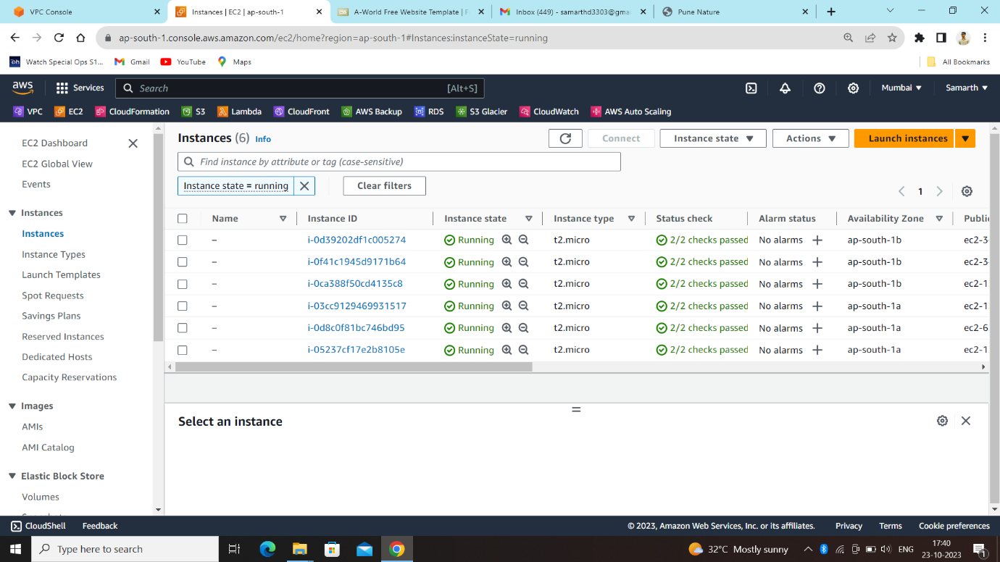 VPC Console
Instances | EC2 | ap-south-1
A-World Free Website Template | F
Inbox (449) - samarthd3303@gma
Pune Nature
ap-south-1.console.aws.amazon.com/ec2/home?region=ap-south-1#Instances:instanceState=running
Watch Special Ops S1...
Gmail
YouTube
Maps
All Bookmarks
aws
Services
Search
[Alt+S]
Mumbai
Samarth
VPC
EC2
CloudFormation
S3
Lambda
CloudFront
AWS Backup
RDS
S3 Glacier
CloudWatch
AWS Auto Scaling
EC2 Dashboard
EC2 Global View
Events
Instances
Instances
Instance Types
Launch Templates
Spot Requests
Savings Plans
Reserved Instances
Dedicated Hosts
Capacity Reservations
Images
AMIs
AMI Catalog
Elastic Block Store
Volumes
Instances (6) Info
Connect
Instance state
Actions
Launch instances
Find instance by attribute or tag (case-sensitive)
Instance state = running
Clear filters
1
Name Instance ID Instance state Instance type Status check Alarm status Availability Zone Public
– i-0d39202df1c005274 Running t2.micro 2/2 checks passed No alarms + ap-south-1b ec2-3
– i-0f41c1945d9171b64 Running t2.micro 2/2 checks passed No alarms + ap-south-1b ec2-3
– i-0ca388f50cd4135c8 Running t2.micro 2/2 checks passed No alarms + ap-south-1b ec2-1
– i-03cc9129469931517 Running t2.micro 2/2 checks passed No alarms + ap-south-1a ec2-1
– i-0d8c0f81bc746bd95 Running t2.micro 2/2 checks passed No alarms + ap-south-1a ec2-6
– i-05237cf17e2b8105e Running t2.micro 2/2 checks passed No alarms + ap-south-1a ec2-1
Select an instance
CloudShell
Feedback
© 2023, Amazon Web Services, Inc. or its affiliates.
Privacy
Terms
Cookie preferences
Type here to search
32°C Mostly sunny
ENG
17:40
23-10-2023
1